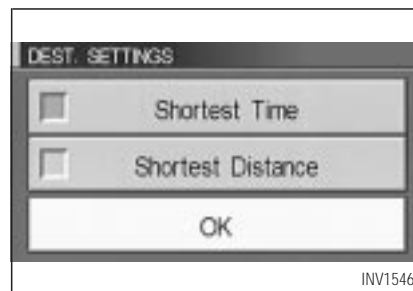 DEST. SETTINGS
Shortest Time
Shortest Distance
OK
INV1546